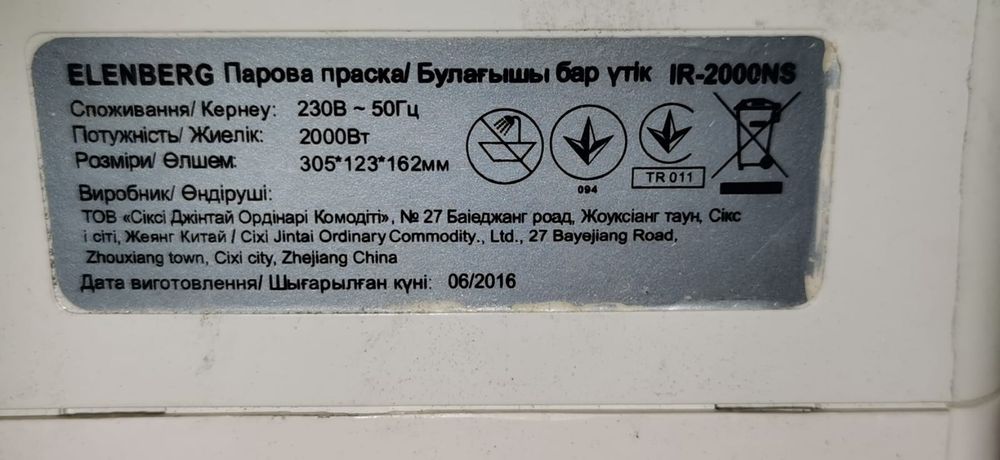 ELENBERG Парова праска/ Булағышы бар үтік IR-2000NS
Споживання/ Кернеу: 230В ~ 50Гц
Потужність/ Жиелік: 2000Вт
Розміри/ Өлшем: 305*123*162мм
094
TR 011
Виробник/ Өндіруші:
ТОВ «Сіксі Джінтай Ордінарі Комодіті», № 27 Баіеджанг роад, Жоуксіанг таун, Сікс
і сіті, Жеянг Китай / Cixi Jintai Ordinary Commodity., Ltd., 27 Bayejiang Road,
Zhouxiang town, Cixi city, Zhejiang China
Дата виготовлення/ Шығарылған күні: 06/2016